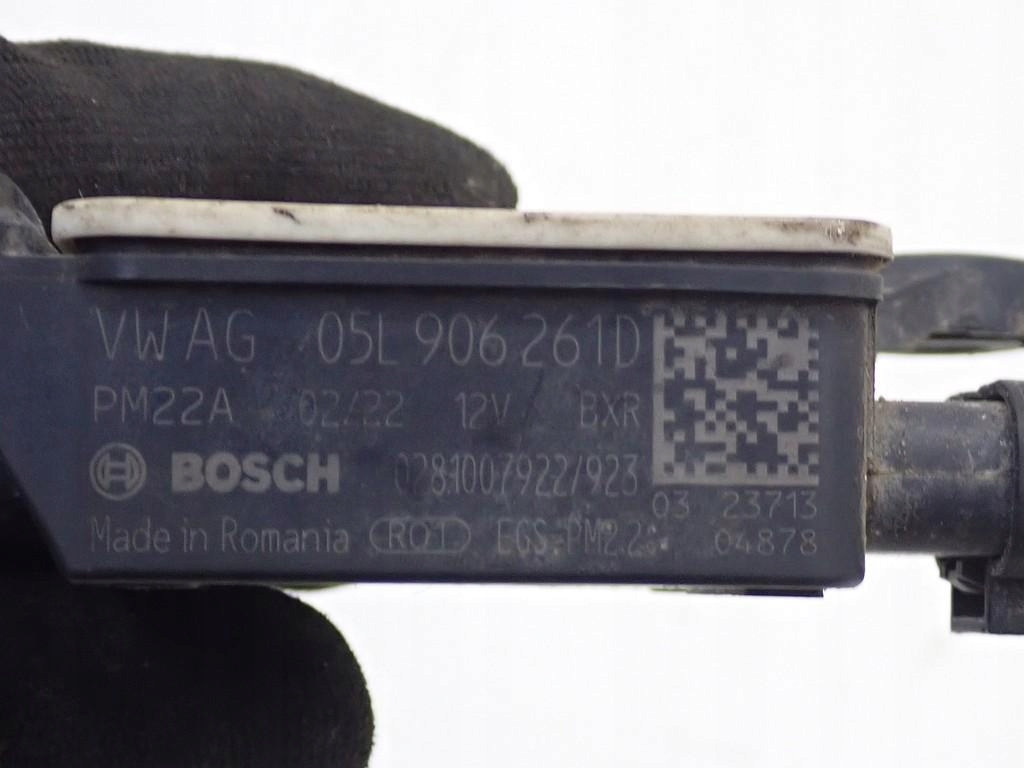 VW AG 05L 906 261D
PM22A 02/22 12V BXR
BOSCH 0281007922/923
03 23713
Made in Romania RO1 EGS-PM2.2
04878